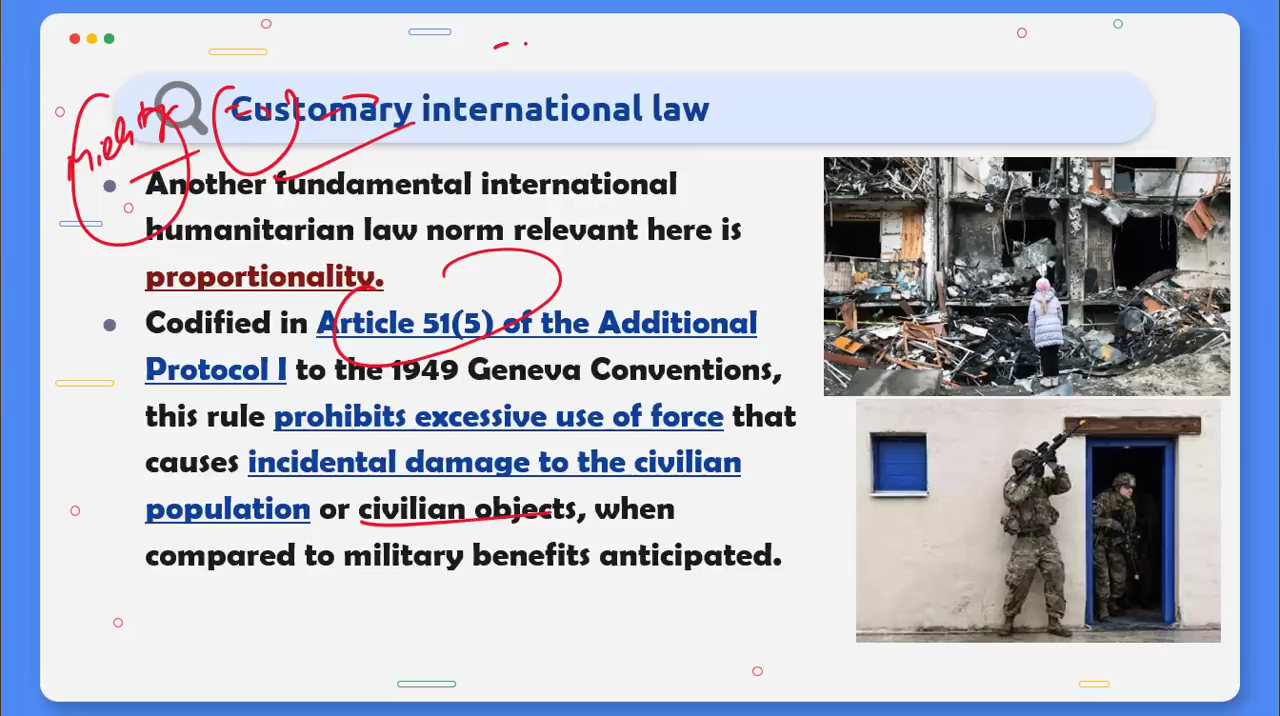 Customary international law
Military
Another fundamental international
humanitarian law norm relevant here is
proportionality.
Codified in Article 51(5) of the Additional
Protocol I to the 1949 Geneva Conventions,
this rule prohibits excessive use of force that
causes incidental damage to the civilian
population or civilian objects, when
compared to military benefits anticipated.